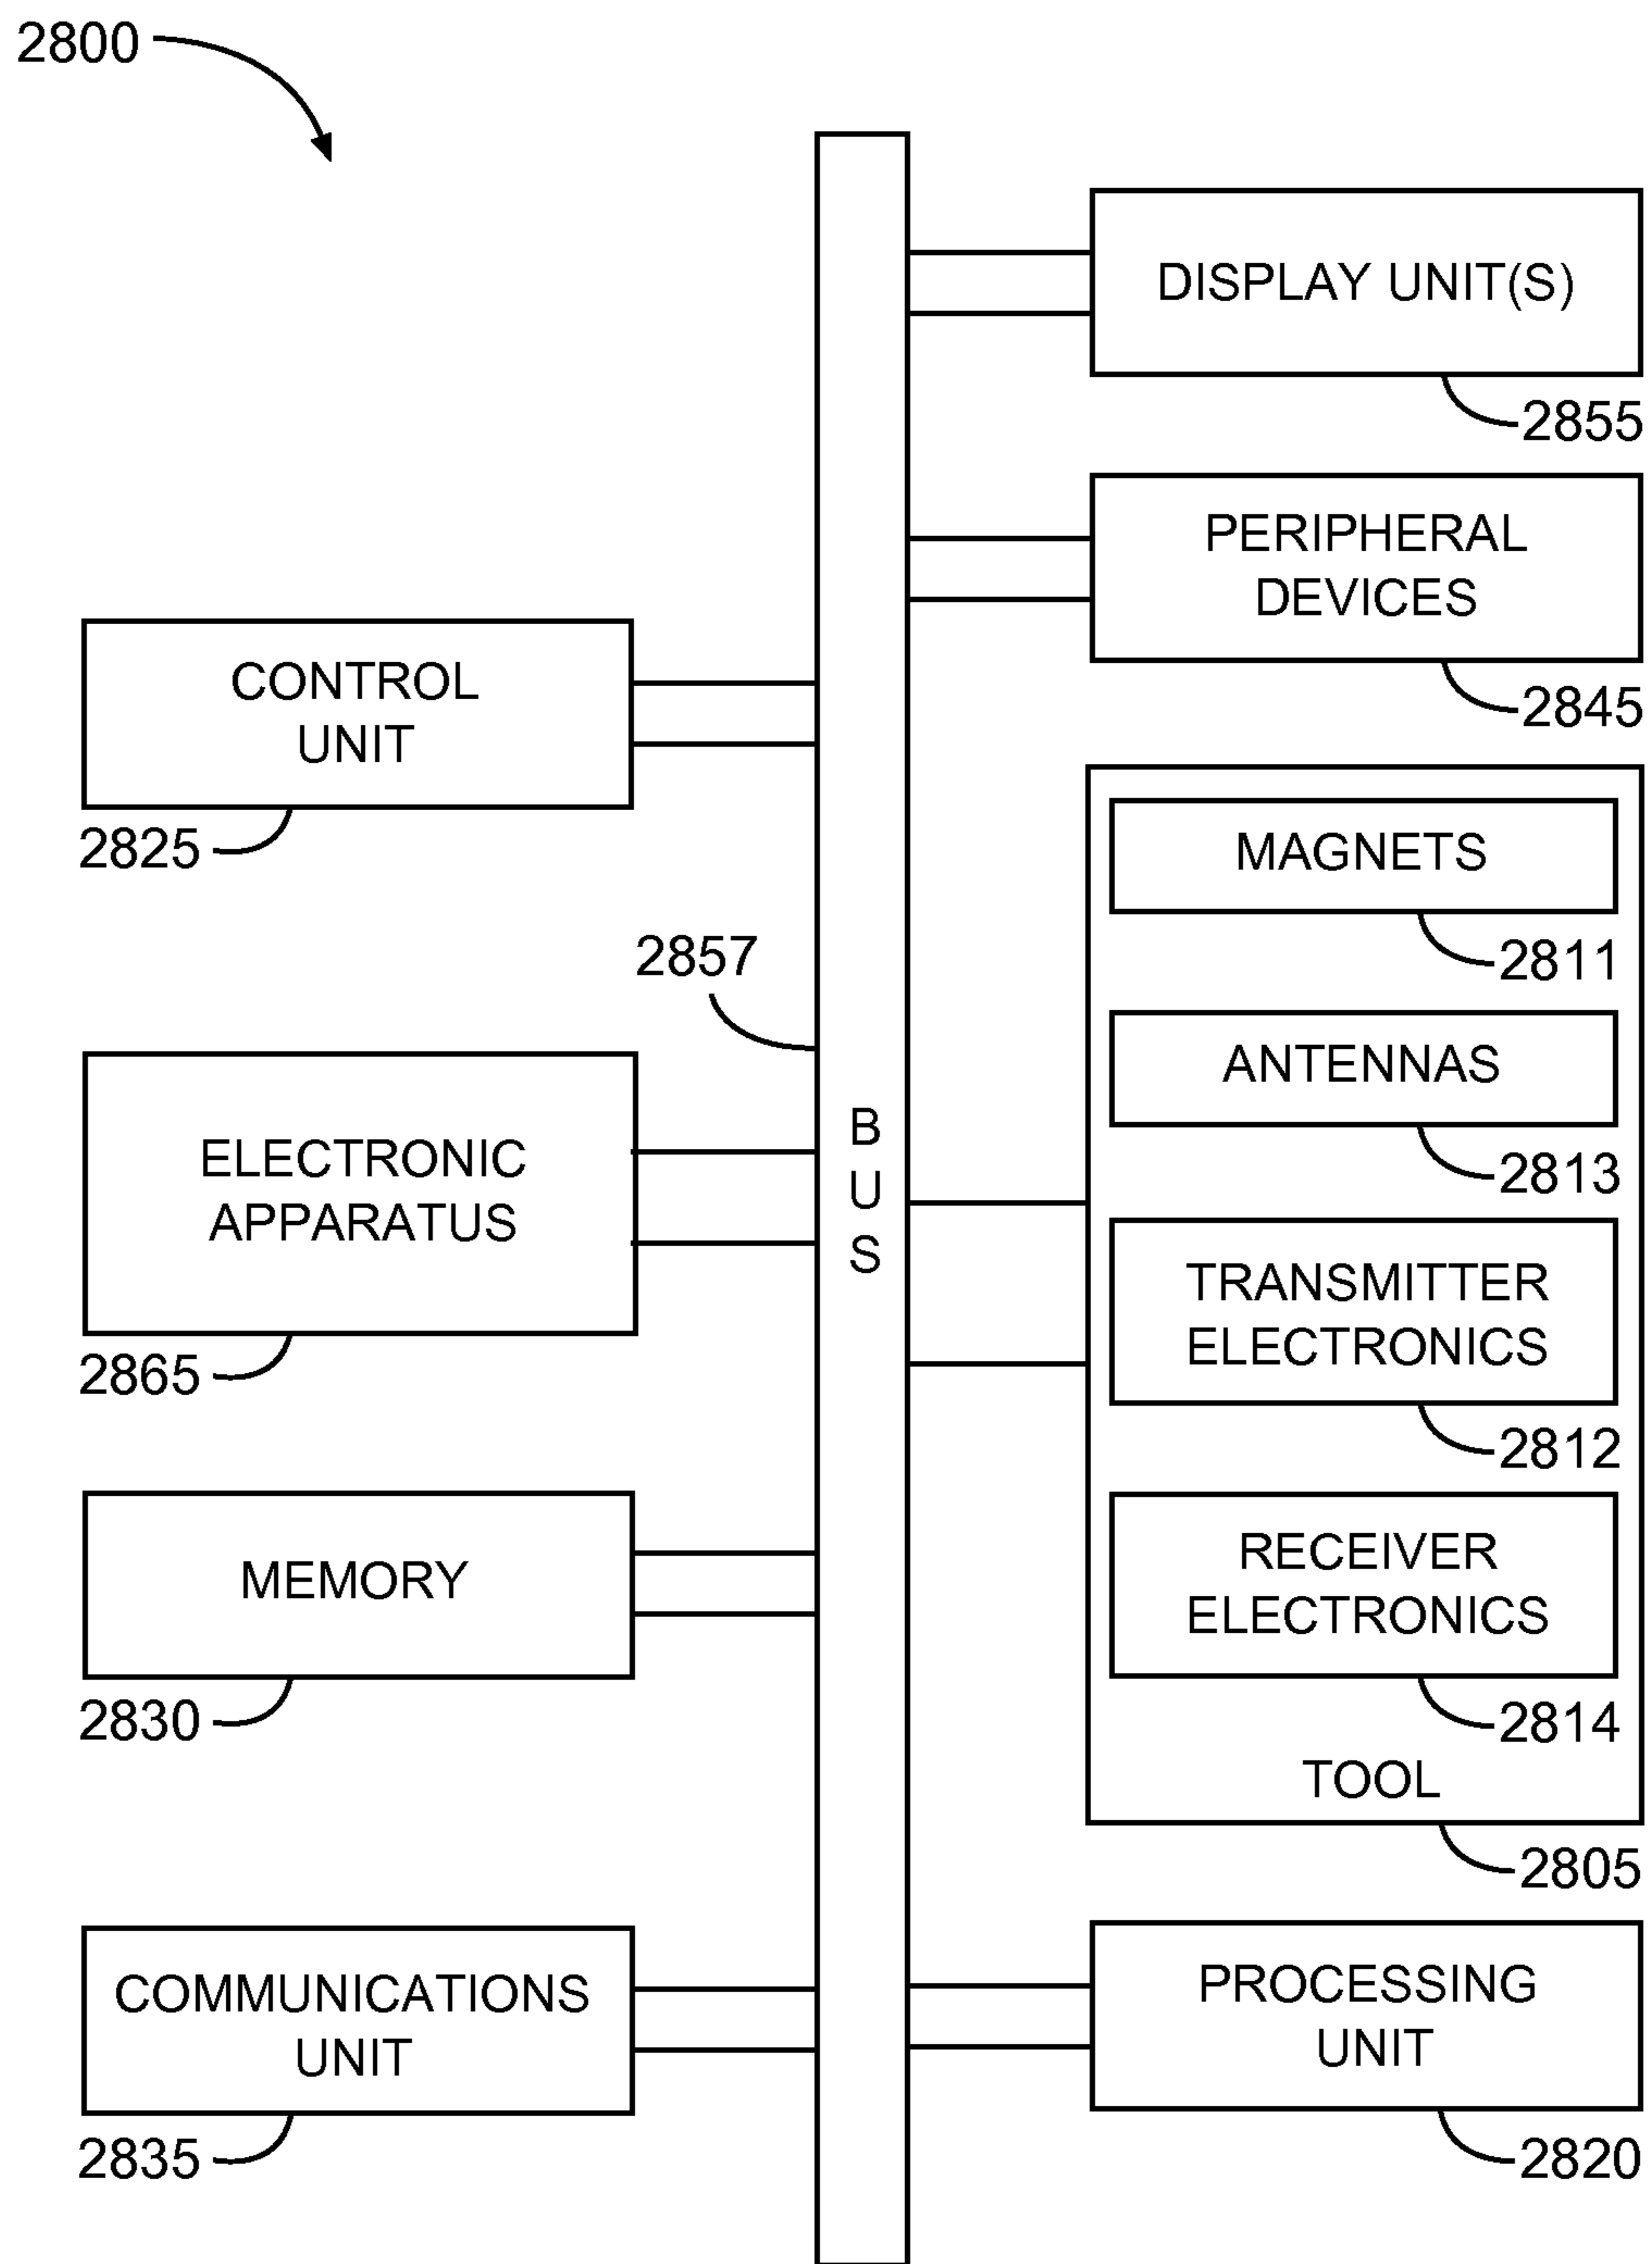 2800
DISPLAY UNIT(S)
2855
PERIPHERAL
DEVICES
2845
CONTROL
UNIT
2825
MAGNETS
2811
2857
ANTENNAS
2813
B
U
S
ELECTRONIC
APPARATUS
2865
TRANSMITTER
ELECTRONICS
2812
MEMORY
2830
RECEIVER
ELECTRONICS
2814
TOOL
2805
COMMUNICATIONS
UNIT
2835
PROCESSING
UNIT
2820